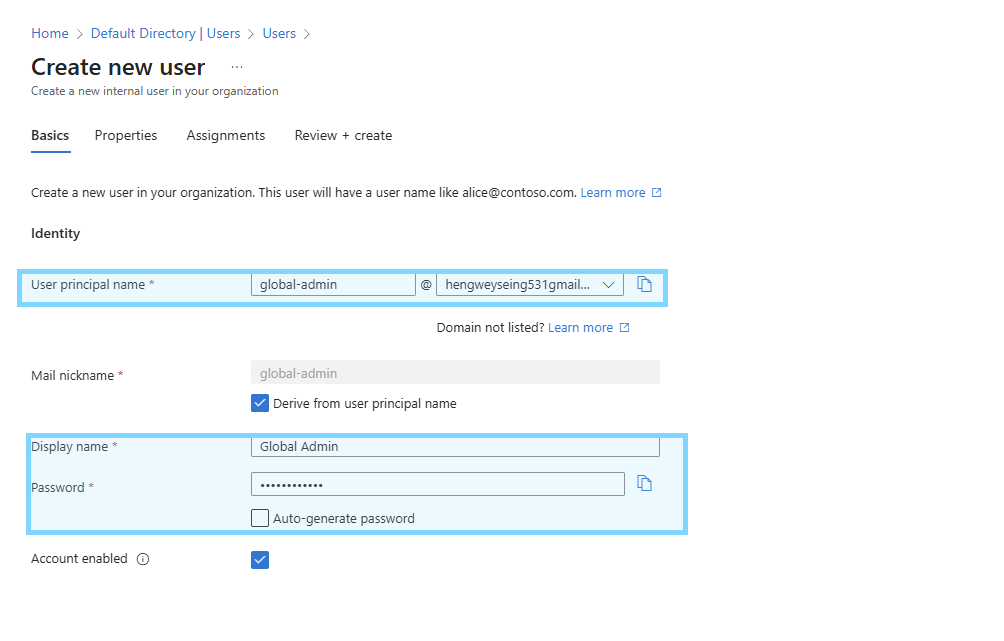 Home > Default Directory | Users > Users >
Create new user ...
Create a new internal user in your organization
Basics Properties Assignments Review + create
Create a new user in your organization. This user will have a user name like alice@contoso.com. Learn more
Identity
User principal name * global-admin @ hengweyseing531gmail...
Domain not listed? Learn more
Mail nickname * global-admin
Derive from user principal name
Display name * Global Admin
Password * ••••••••••••
Auto-generate password
Account enabled